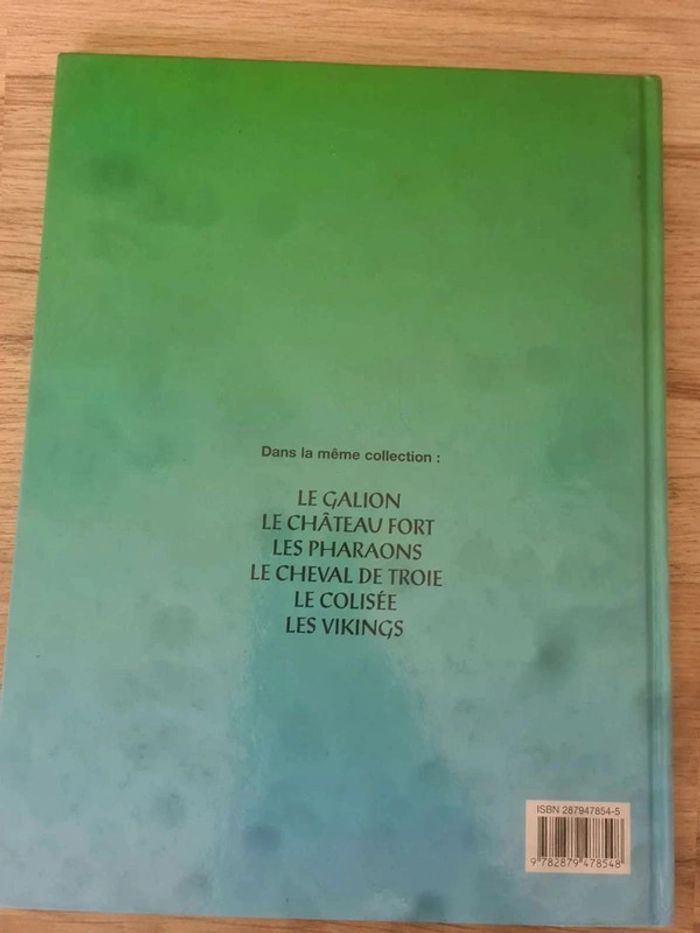 Dans la même collection :
LE GALION
LE CHÂTEAU FORT
LES PHARAONS
LE CHEVAL DE TROIE
LE COLISÉE
LES VIKINGS
ISBN 287947854-5
9 782879 478548